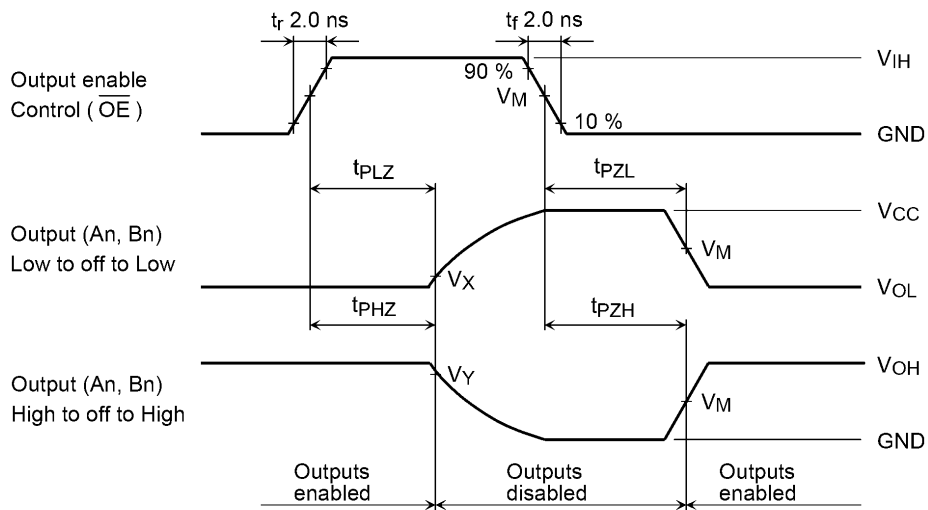 tr 2.0 ns
tf 2.0 ns
Output enable
Control ( OE )
90 %
VM
10 %
VIH
GND
tPLZ
tPZL
Output (An, Bn)
Low to off to Low
VX
VCC
VM
VOL
tPHZ
tPZH
Output (An, Bn)
High to off to High
VY
VOH
VM
GND
Outputs
enabled
Outputs
disabled
Outputs
enabled